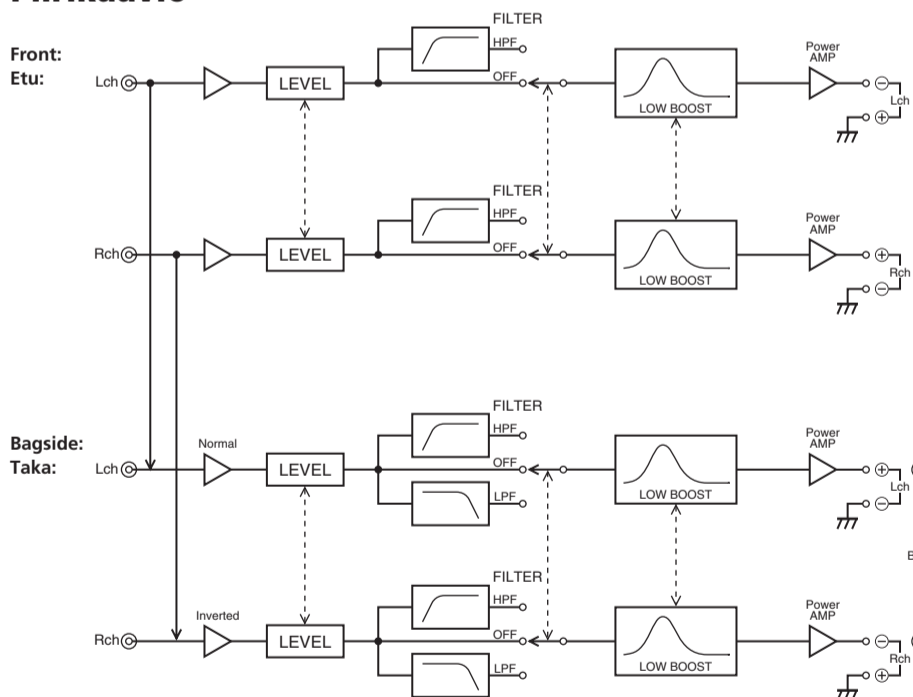 Front:
Etu:
FILTER
HPF
OFF
Lch
LEVEL
LOW BOOST
Power
AMP
⊖
Lch
⊕
FILTER
HPF
OFF
Rch
LEVEL
LOW BOOST
Power
AMP
⊕
Rch
⊖
Bagside:
Taka:
FILTER
HPF
OFF
LPF
Lch
Normal
LEVEL
LOW BOOST
Power
AMP
⊕
Lch
⊖
FILTER
HPF
OFF
LPF
Rch
Inverted
LEVEL
LOW BOOST
Power
AMP
⊖
Rch
⊕